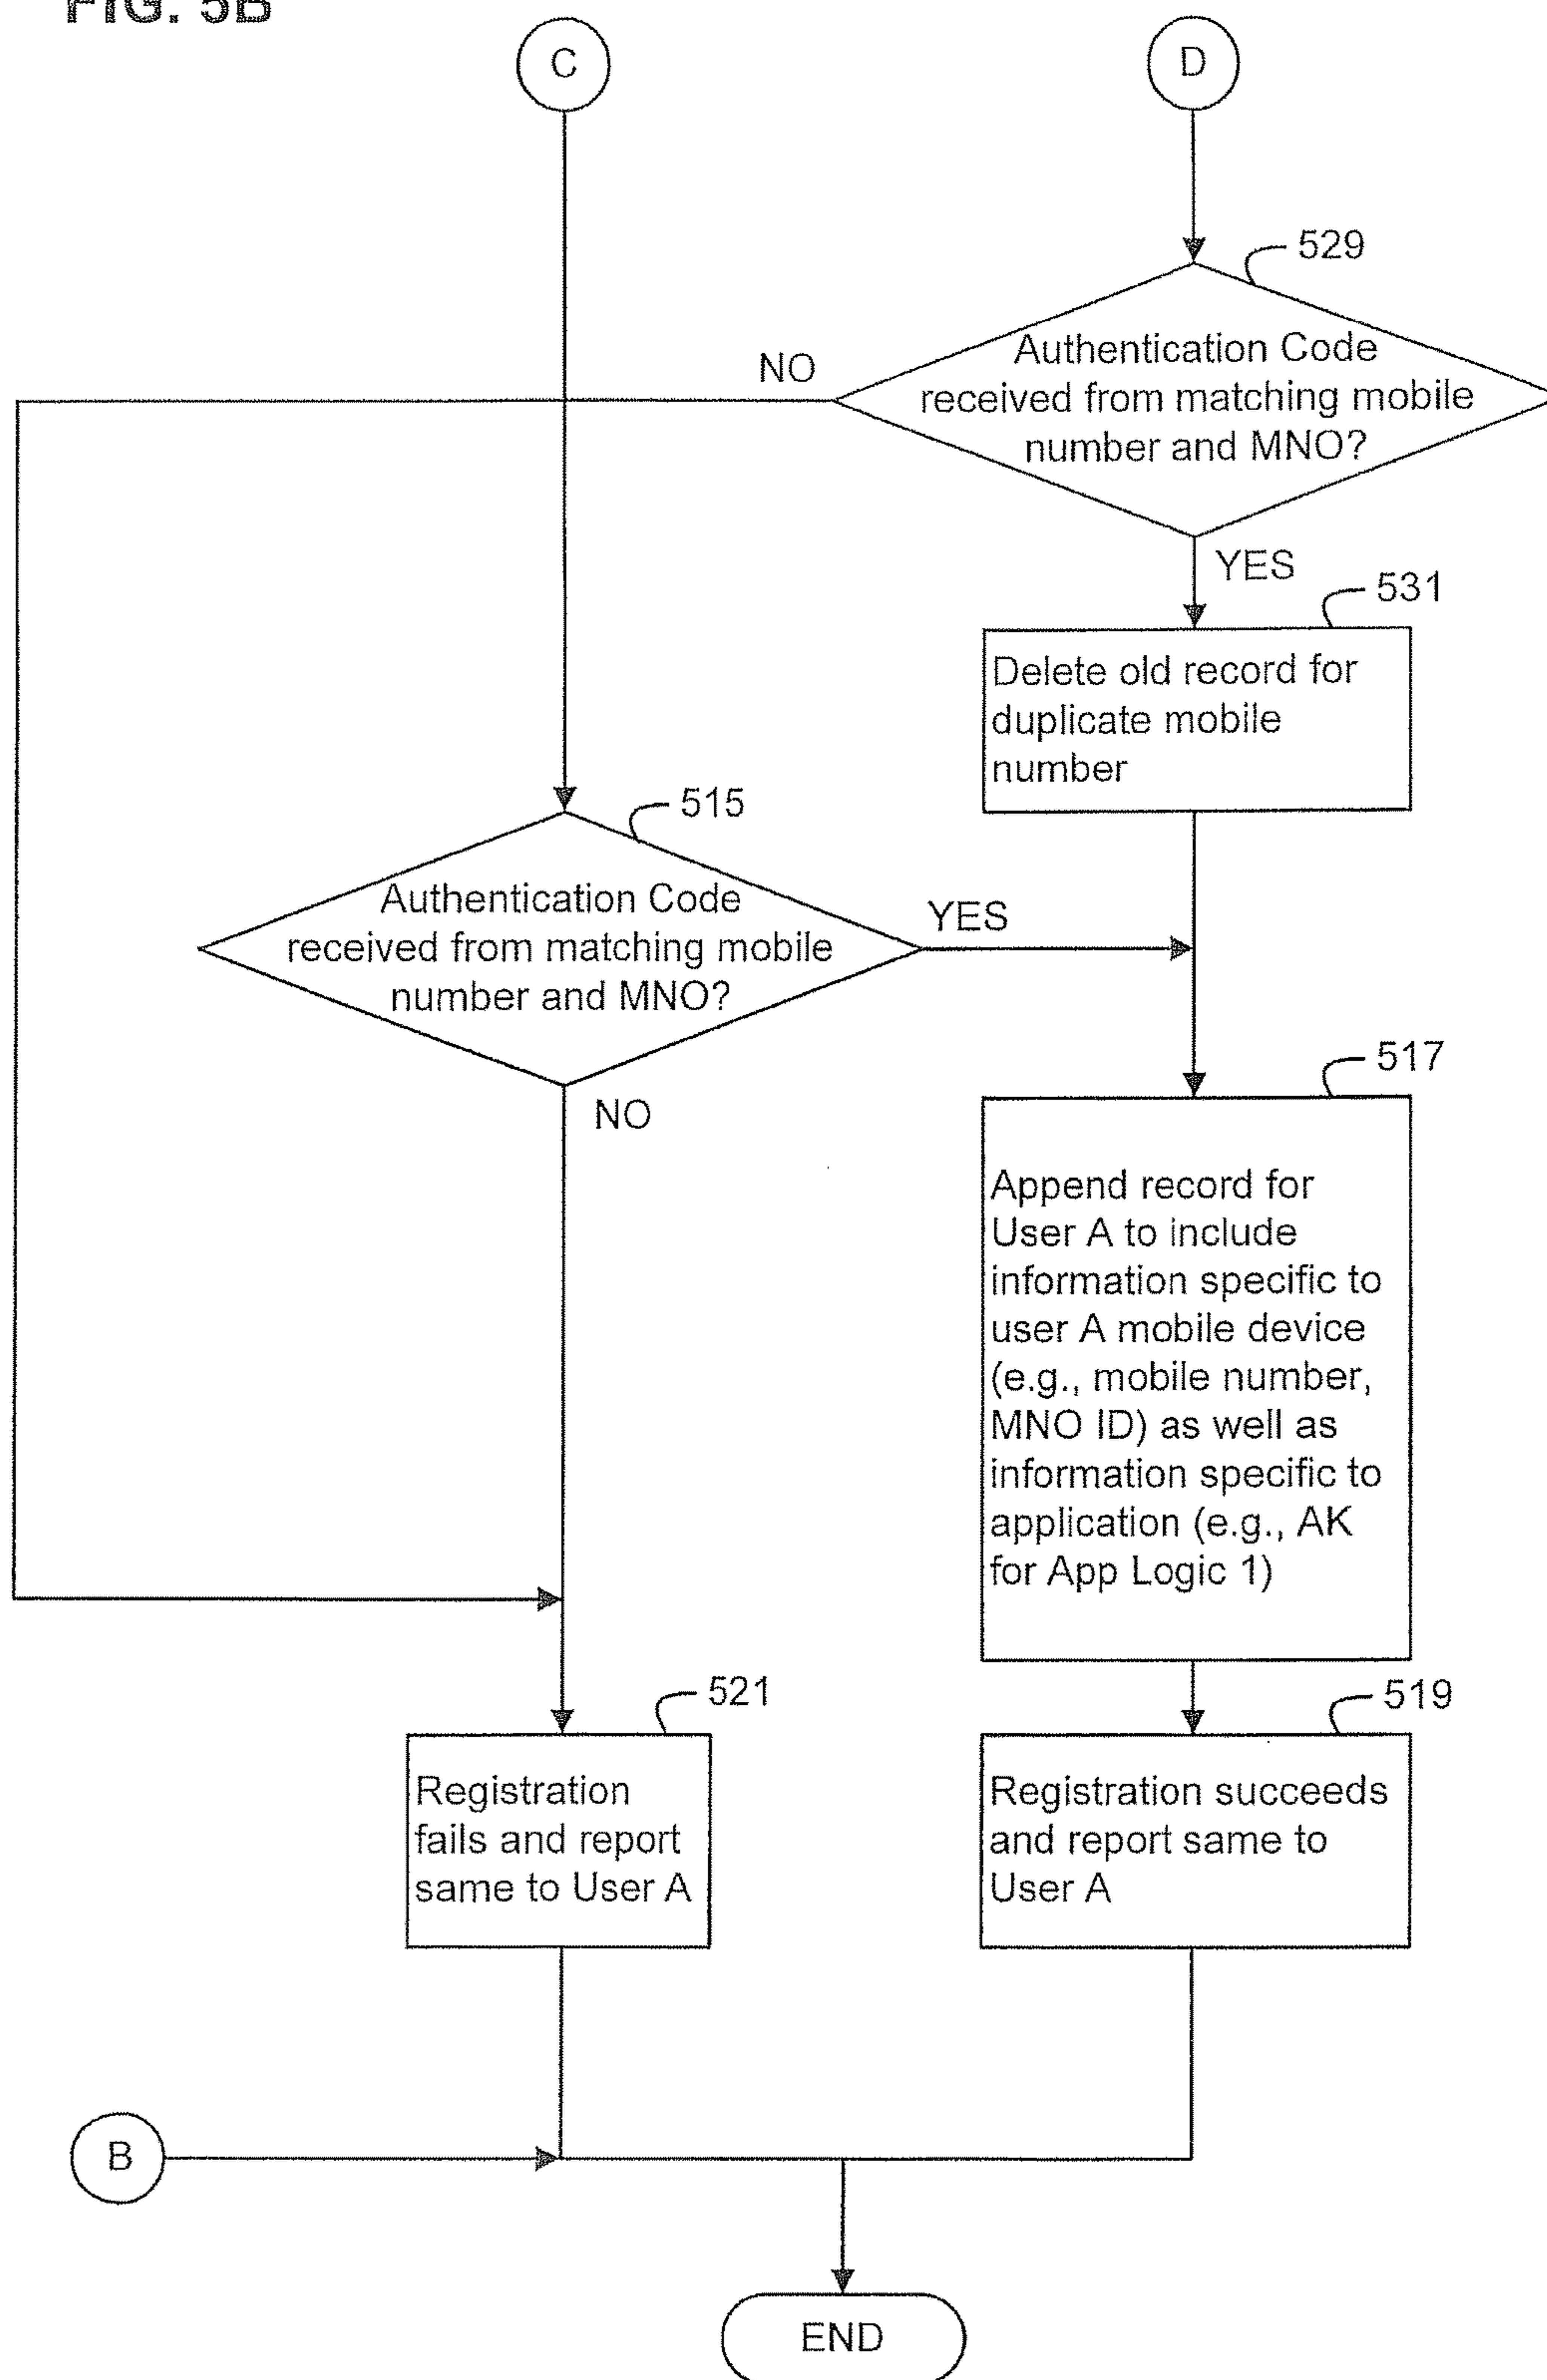 FIG. 5B
C
D
529
Authentication Code
received from matching mobile
number and MNO?
NO
YES
531
Delete old record for
duplicate mobile
number
515
Authentication Code
received from matching mobile
number and MNO?
YES
NO
517
Append record for
User A to include
information specific to
user A mobile device
(e.g., mobile number,
MNO ID) as well as
information specific to
application (e.g., AK
for App Logic 1)
521
Registration
fails and report
same to User A
519
Registration succeeds
and report same to
User A
B
END